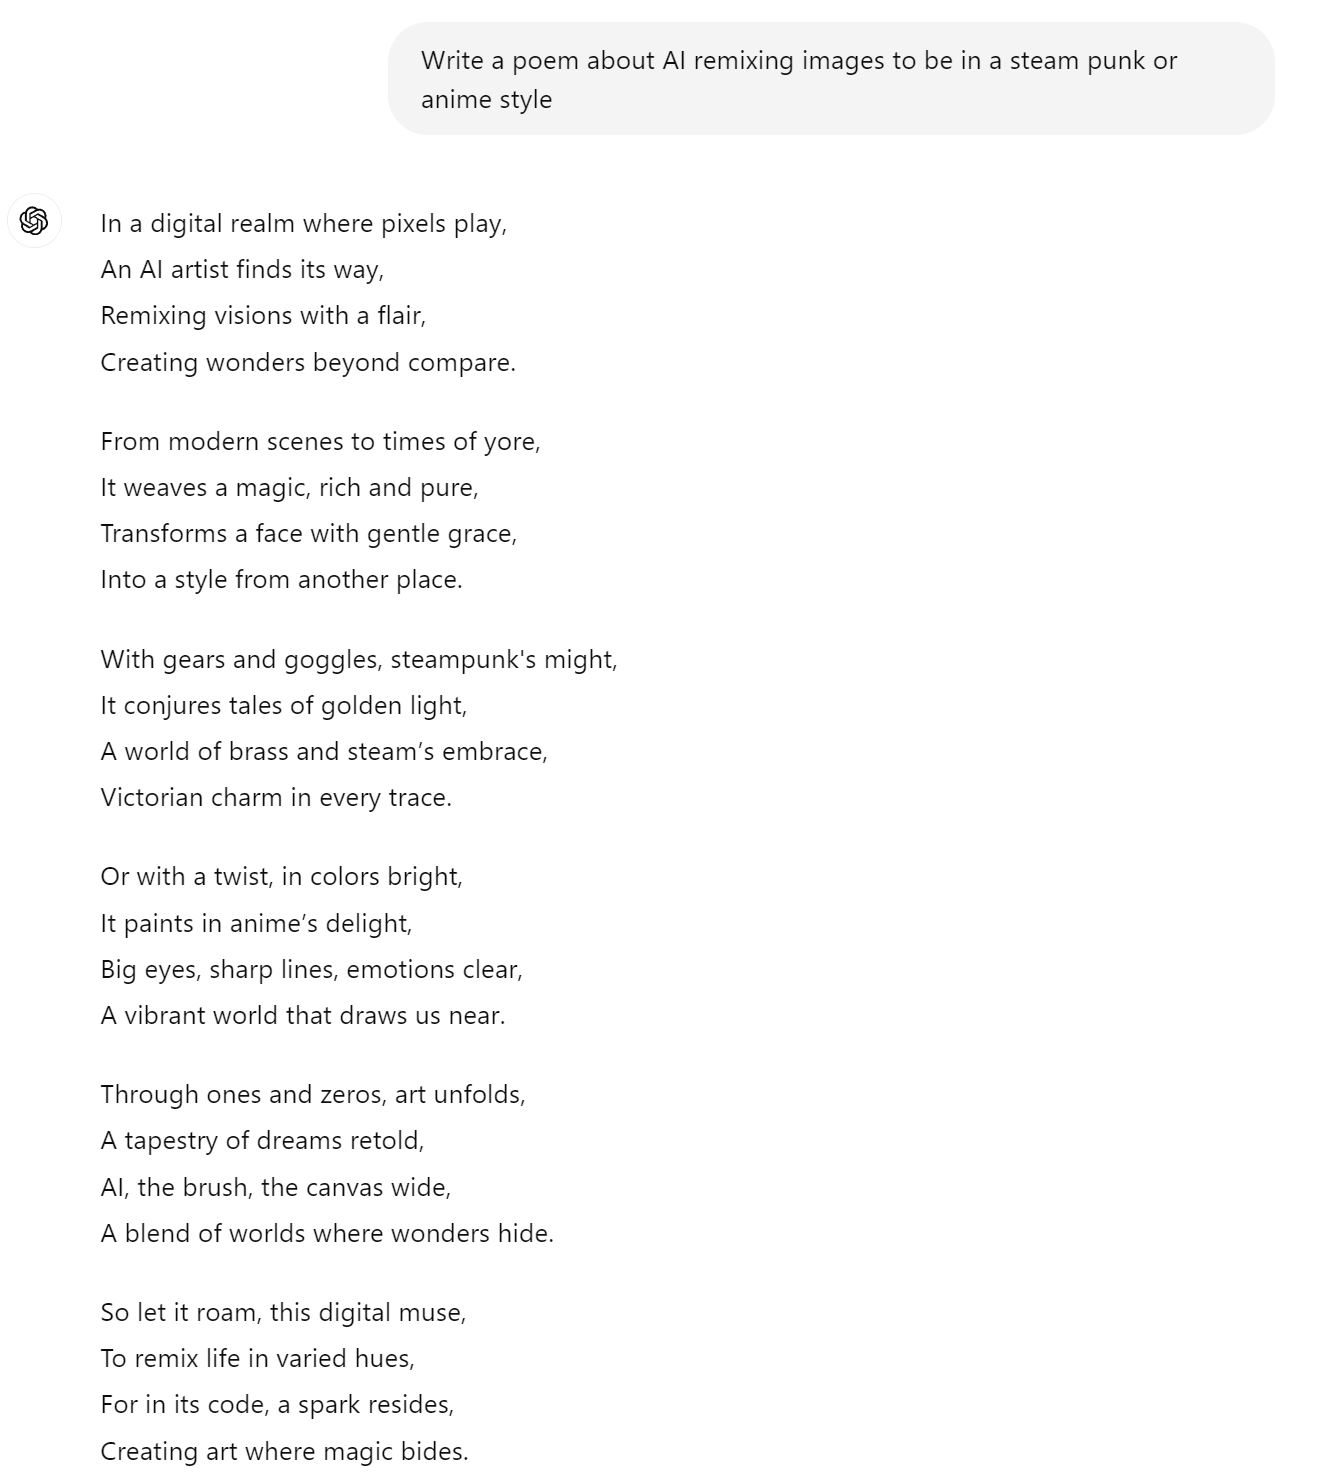 Write a poem about AI remixing images to be in a steam punk or
anime style
In a digital realm where pixels play,
An AI artist finds its way,
Remixing visions with a flair,
Creating wonders beyond compare.
From modern scenes to times of yore,
It weaves a magic, rich and pure,
Transforms a face with gentle grace,
Into a style from another place.
With gears and goggles, steampunk's might,
It conjures tales of golden light,
A world of brass and steam’s embrace,
Victorian charm in every trace.
Or with a twist, in colors bright,
It paints in anime’s delight,
Big eyes, sharp lines, emotions clear,
A vibrant world that draws us near.
Through ones and zeros, art unfolds,
A tapestry of dreams retold,
AI, the brush, the canvas wide,
A blend of worlds where wonders hide.
So let it roam, this digital muse,
To remix life in varied hues,
For in its code, a spark resides,
Creating art where magic bides.